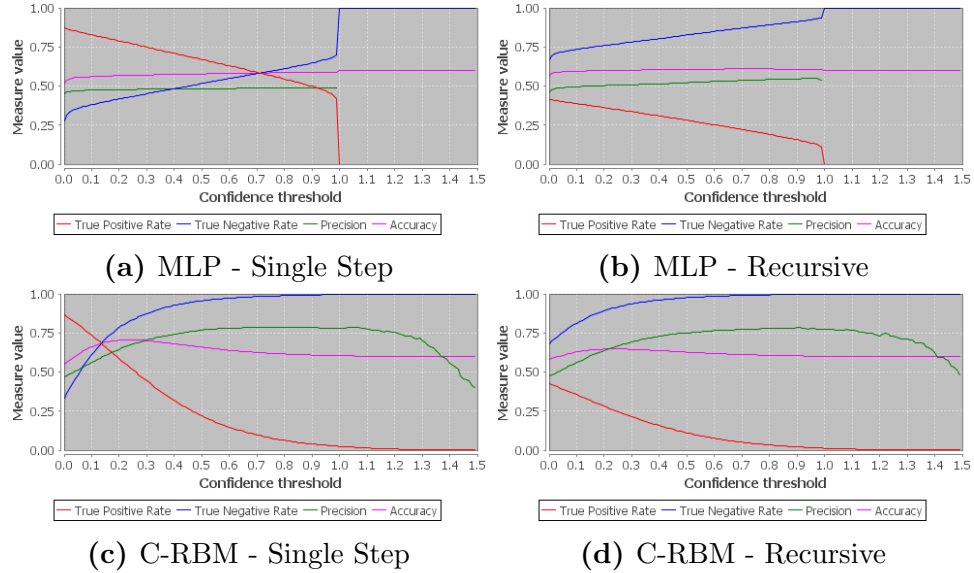 Measure value
1.00
0.75
0.50
0.25
0.00
0.0 0.1 0.2 0.3 0.4 0.5 0.6 0.7 0.8 0.9 1.0 1.1 1.2 1.3 1.4 1.5
Confidence threshold
True Positive Rate True Negative Rate Precision Accuracy
(a) MLP - Single Step
Measure value
1.00
0.75
0.50
0.25
0.00
0.0 0.1 0.2 0.3 0.4 0.5 0.6 0.7 0.8 0.9 1.0 1.1 1.2 1.3 1.4 1.5
Confidence threshold
True Positive Rate True Negative Rate Precision Accuracy
(b) MLP - Recursive
Measure value
1.00
0.75
0.50
0.25
0.00
0.0 0.1 0.2 0.3 0.4 0.5 0.6 0.7 0.8 0.9 1.0 1.1 1.2 1.3 1.4 1.5
Confidence threshold
True Positive Rate True Negative Rate Precision Accuracy
(c) C-RBM - Single Step
Measure value
1.00
0.75
0.50
0.25
0.00
0.0 0.1 0.2 0.3 0.4 0.5 0.6 0.7 0.8 0.9 1.0 1.1 1.2 1.3 1.4 1.5
Confidence threshold
True Positive Rate True Negative Rate Precision Accuracy
(d) C-RBM - Recursive